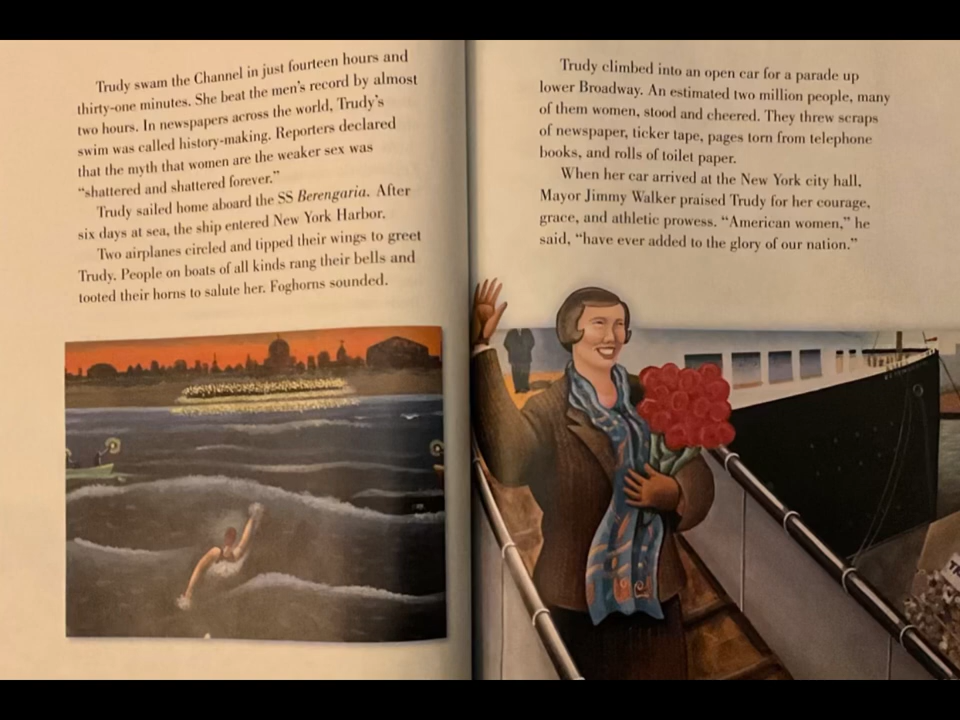 Trudy swam the Channel in just fourteen hours and
thirty-one minutes. She beat the men's record by almost
two hours. In newspapers across the world, Trudy's
swim was called history-making. Reporters declared
that the myth that women are the weaker sex was
“shattered and shattered forever.”
Trudy sailed home aboard the SS Berengaria. After
six days at sea, the ship entered New York Harbor.
Two airplanes circled and tipped their wings to greet
Trudy. People on boats of all kinds rang their bells and
tooted their horns to salute her. Foghorns sounded.
Trudy climbed into an open car for a parade up
lower Broadway. An estimated two million people, many
of them women, stood and cheered. They threw scraps
of newspaper, ticker tape, pages torn from telephone
books, and rolls of toilet paper.
When her car arrived at the New York city hall,
Mayor Jimmy Walker praised Trudy for her courage,
grace, and athletic prowess. “American women,” he
said, “have ever added to the glory of our nation.”